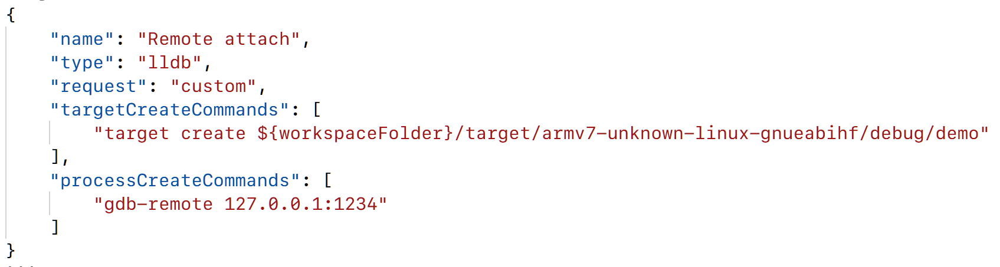 {
"name": "Remote attach",
"type": "lldb",
"request": "custom",
"targetCreateCommands": [
"target create ${workspaceFolder}/target/armv7-unknown-linux-gnueabihf/debug/demo"
],
"processCreateCommands": [
"gdb-remote 127.0.0.1:1234"
]
}